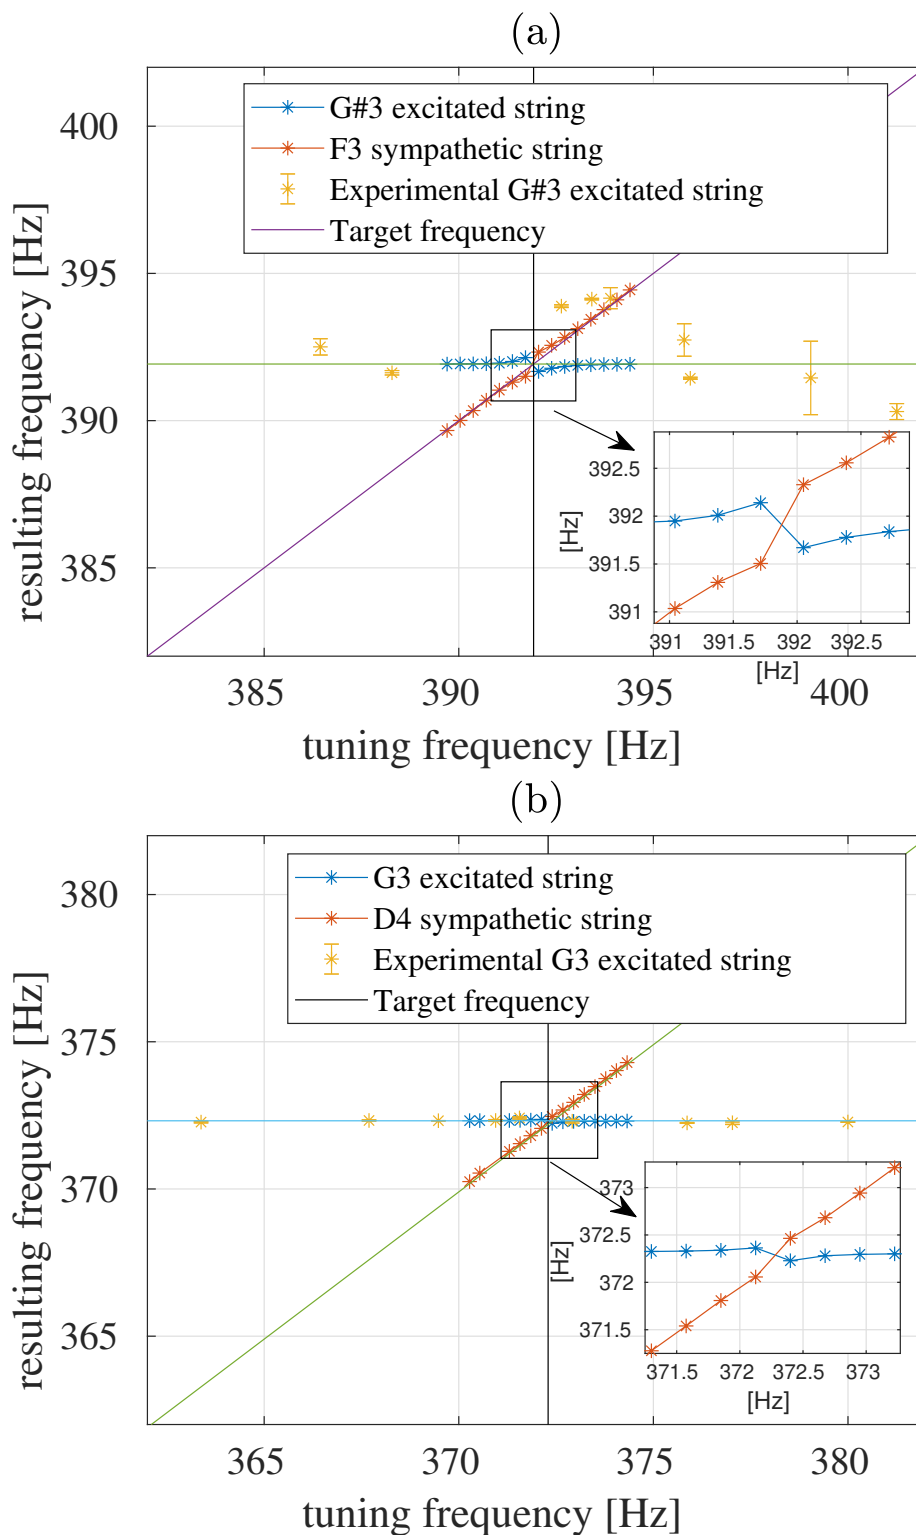 (a)
400
395
390
385
resulting frequency [Hz]
G#3 excitated string
F3 sympathetic string
Experimental G#3 excitated string
Target frequency
392.5
392
391.5
391
[Hz]
391 391.5 392 392.5
[Hz]
385 390 395 400
tuning frequency [Hz]
(b)
380
375
370
365
resulting frequency [Hz]
G3 excitated string
D4 sympathetic string
Experimental G3 excitated string
Target frequency
373
372.5
372
371.5
[Hz]
371.5 372 372.5 373
[Hz]
365 370 375 380
tuning frequency [Hz]